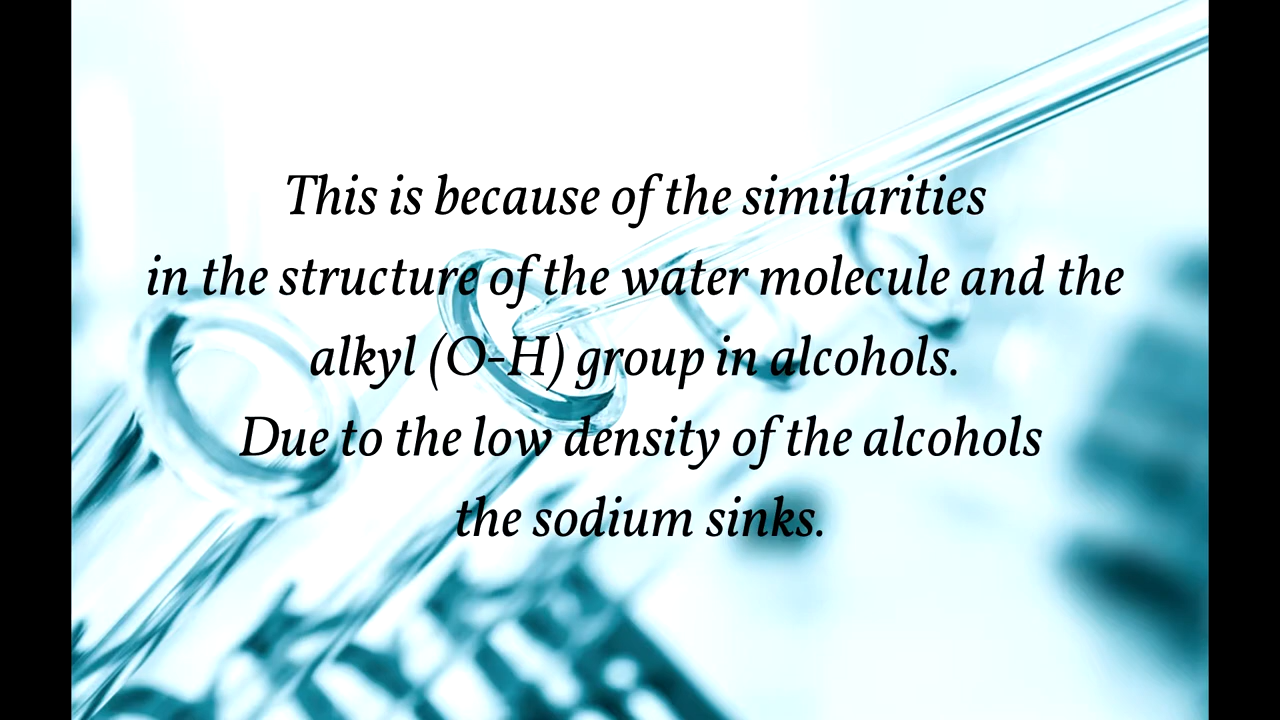 This is because of the similarities
in the structure of the water molecule and the
alkyl (O-H) group in alcohols.
Due to the low density of the alcohols
the sodium sinks.